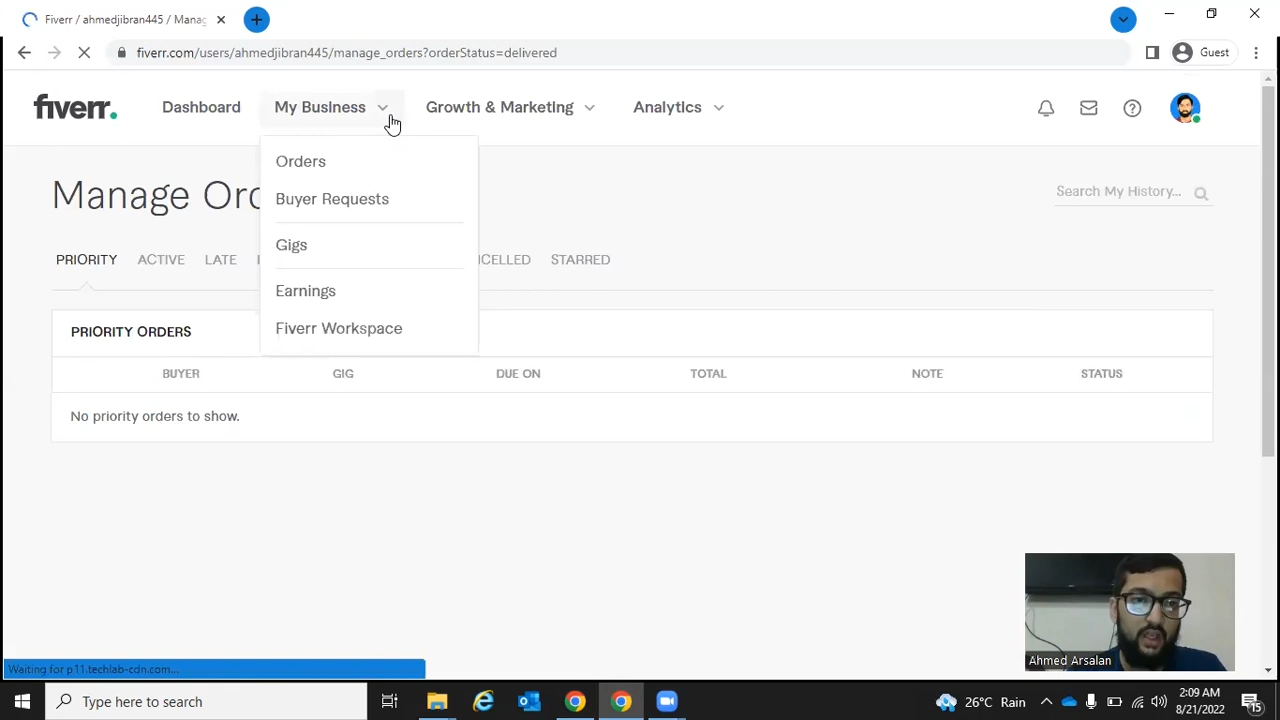 Fiverr / ahmedjibran445 / Manag
fiverr.com/users/ahmedjibran445/manage_orders?orderStatus=delivered
Guest
fiverr.
Dashboard
My Business
Growth & Marketing
Analytics
Orders
Buyer Requests
Gigs
Earnings
Fiverr Workspace
Manage Ord
Search My History...
PRIORITY
ACTIVE
LATE
CELLED
STARRED
PRIORITY ORDERS
BUYER
GIG
DUE ON
TOTAL
NOTE
STATUS
No priority orders to show.
Ahmed Arsalan
Waiting for p11.techlab-cdn.com...
Type here to search
26°C Rain
2:09 AM
8/21/2022
15